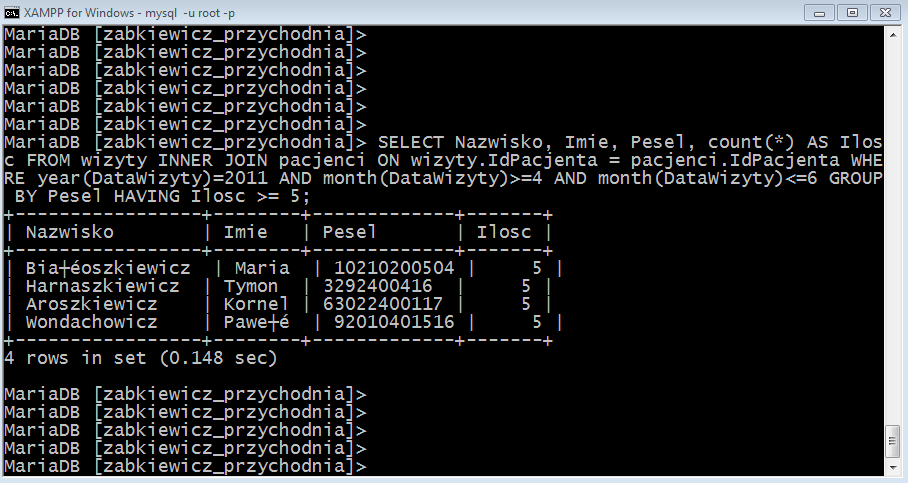 XAMPP for Windows - mysql -u root -p
MariaDB [zabkiewicz_przychodnia]>
MariaDB [zabkiewicz_przychodnia]>
MariaDB [zabkiewicz_przychodnia]>
MariaDB [zabkiewicz_przychodnia]>
MariaDB [zabkiewicz_przychodnia]>
MariaDB [zabkiewicz_przychodnia]>
MariaDB [zabkiewicz_przychodnia]> SELECT Nazwisko, Imie, Pesel, count(*) AS Ilos
c FROM wizyty INNER JOIN pacjenci ON wizyty.IdPacjenta = pacjenci.IdPacjenta WHE
RE year(DataWizyty)=2011 AND month(DataWizyty)>=4 AND month(DataWizyty)<=6 GROUP
 BY Pesel HAVING Ilosc >= 5;
+-----------------+--------+-------------+-------+
| Nazwisko        | Imie   | Pesel       | Ilosc |
+-----------------+--------+-------------+-------+
| Bia┼éoszkiewicz  | Maria  | 10210200504 |     5 |
| Harnaszkiewicz  | Tymon  | 3292400416  |     5 |
| Aroszkiewicz    | Kornel | 63022400117 |     5 |
| Wondachowicz    | Pawe┼é  | 92010401516 |     5 |
+-----------------+--------+-------------+-------+
4 rows in set (0.148 sec)
MariaDB [zabkiewicz_przychodnia]>
MariaDB [zabkiewicz_przychodnia]>
MariaDB [zabkiewicz_przychodnia]>
MariaDB [zabkiewicz_przychodnia]>
MariaDB [zabkiewicz_przychodnia]>